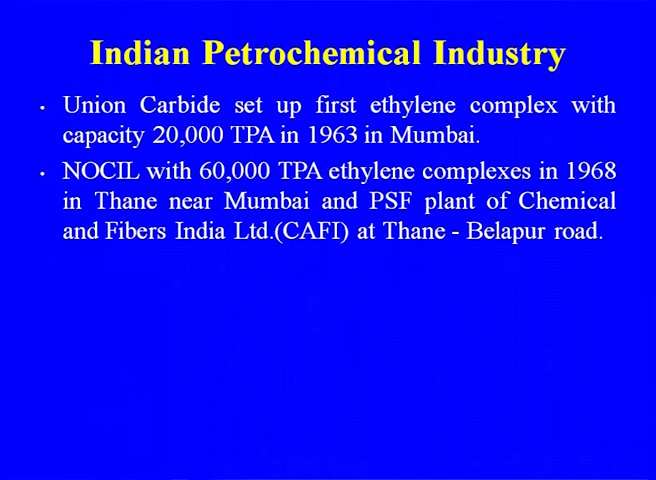 Indian Petrochemical Industry
• Union Carbide set up first ethylene complex with
capacity 20,000 TPA in 1963 in Mumbai.
• NOCIL with 60,000 TPA ethylene complexes in 1968
in Thane near Mumbai and PSF plant of Chemical
and Fibers India Ltd.(CAFI) at Thane - Belapur road.